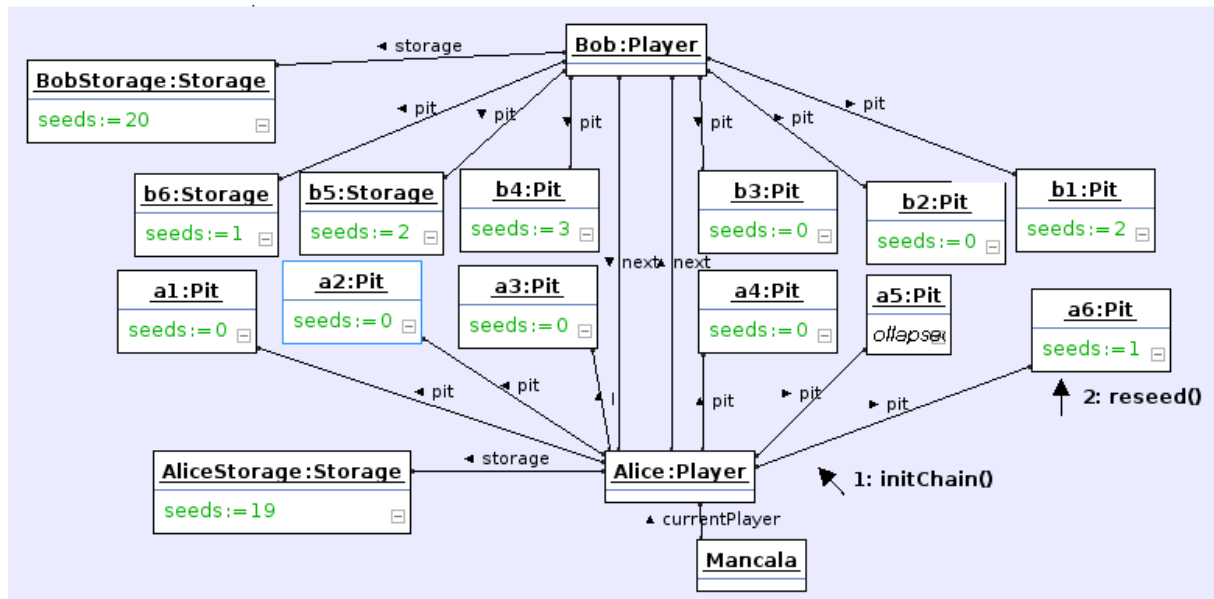 Bob:Player
◄ storage
BobStorage:Storage
seeds:=20
◄ pit
▼ pit
▼ pit
▼ pit
► pit
► pit
b6:Storage
seeds:=1
b5:Storage
seeds:=2
b4:Pit
seeds:=3
b3:Pit
seeds:=0
b2:Pit
seeds:=0
b1:Pit
seeds:=2
▼ next
▲ next
a1:Pit
seeds:=0
a2:Pit
seeds:=0
a3:Pit
seeds:=0
a4:Pit
seeds:=0
a5:Pit
ollapse
a6:Pit
seeds:=1
2: reseed()
◄ pit
◄ pit
▲ l
▲ pit
► pit
► pit
◄ storage
AliceStorage:Storage
seeds:=19
Alice:Player
1: initChain()
▲ currentPlayer
Mancala